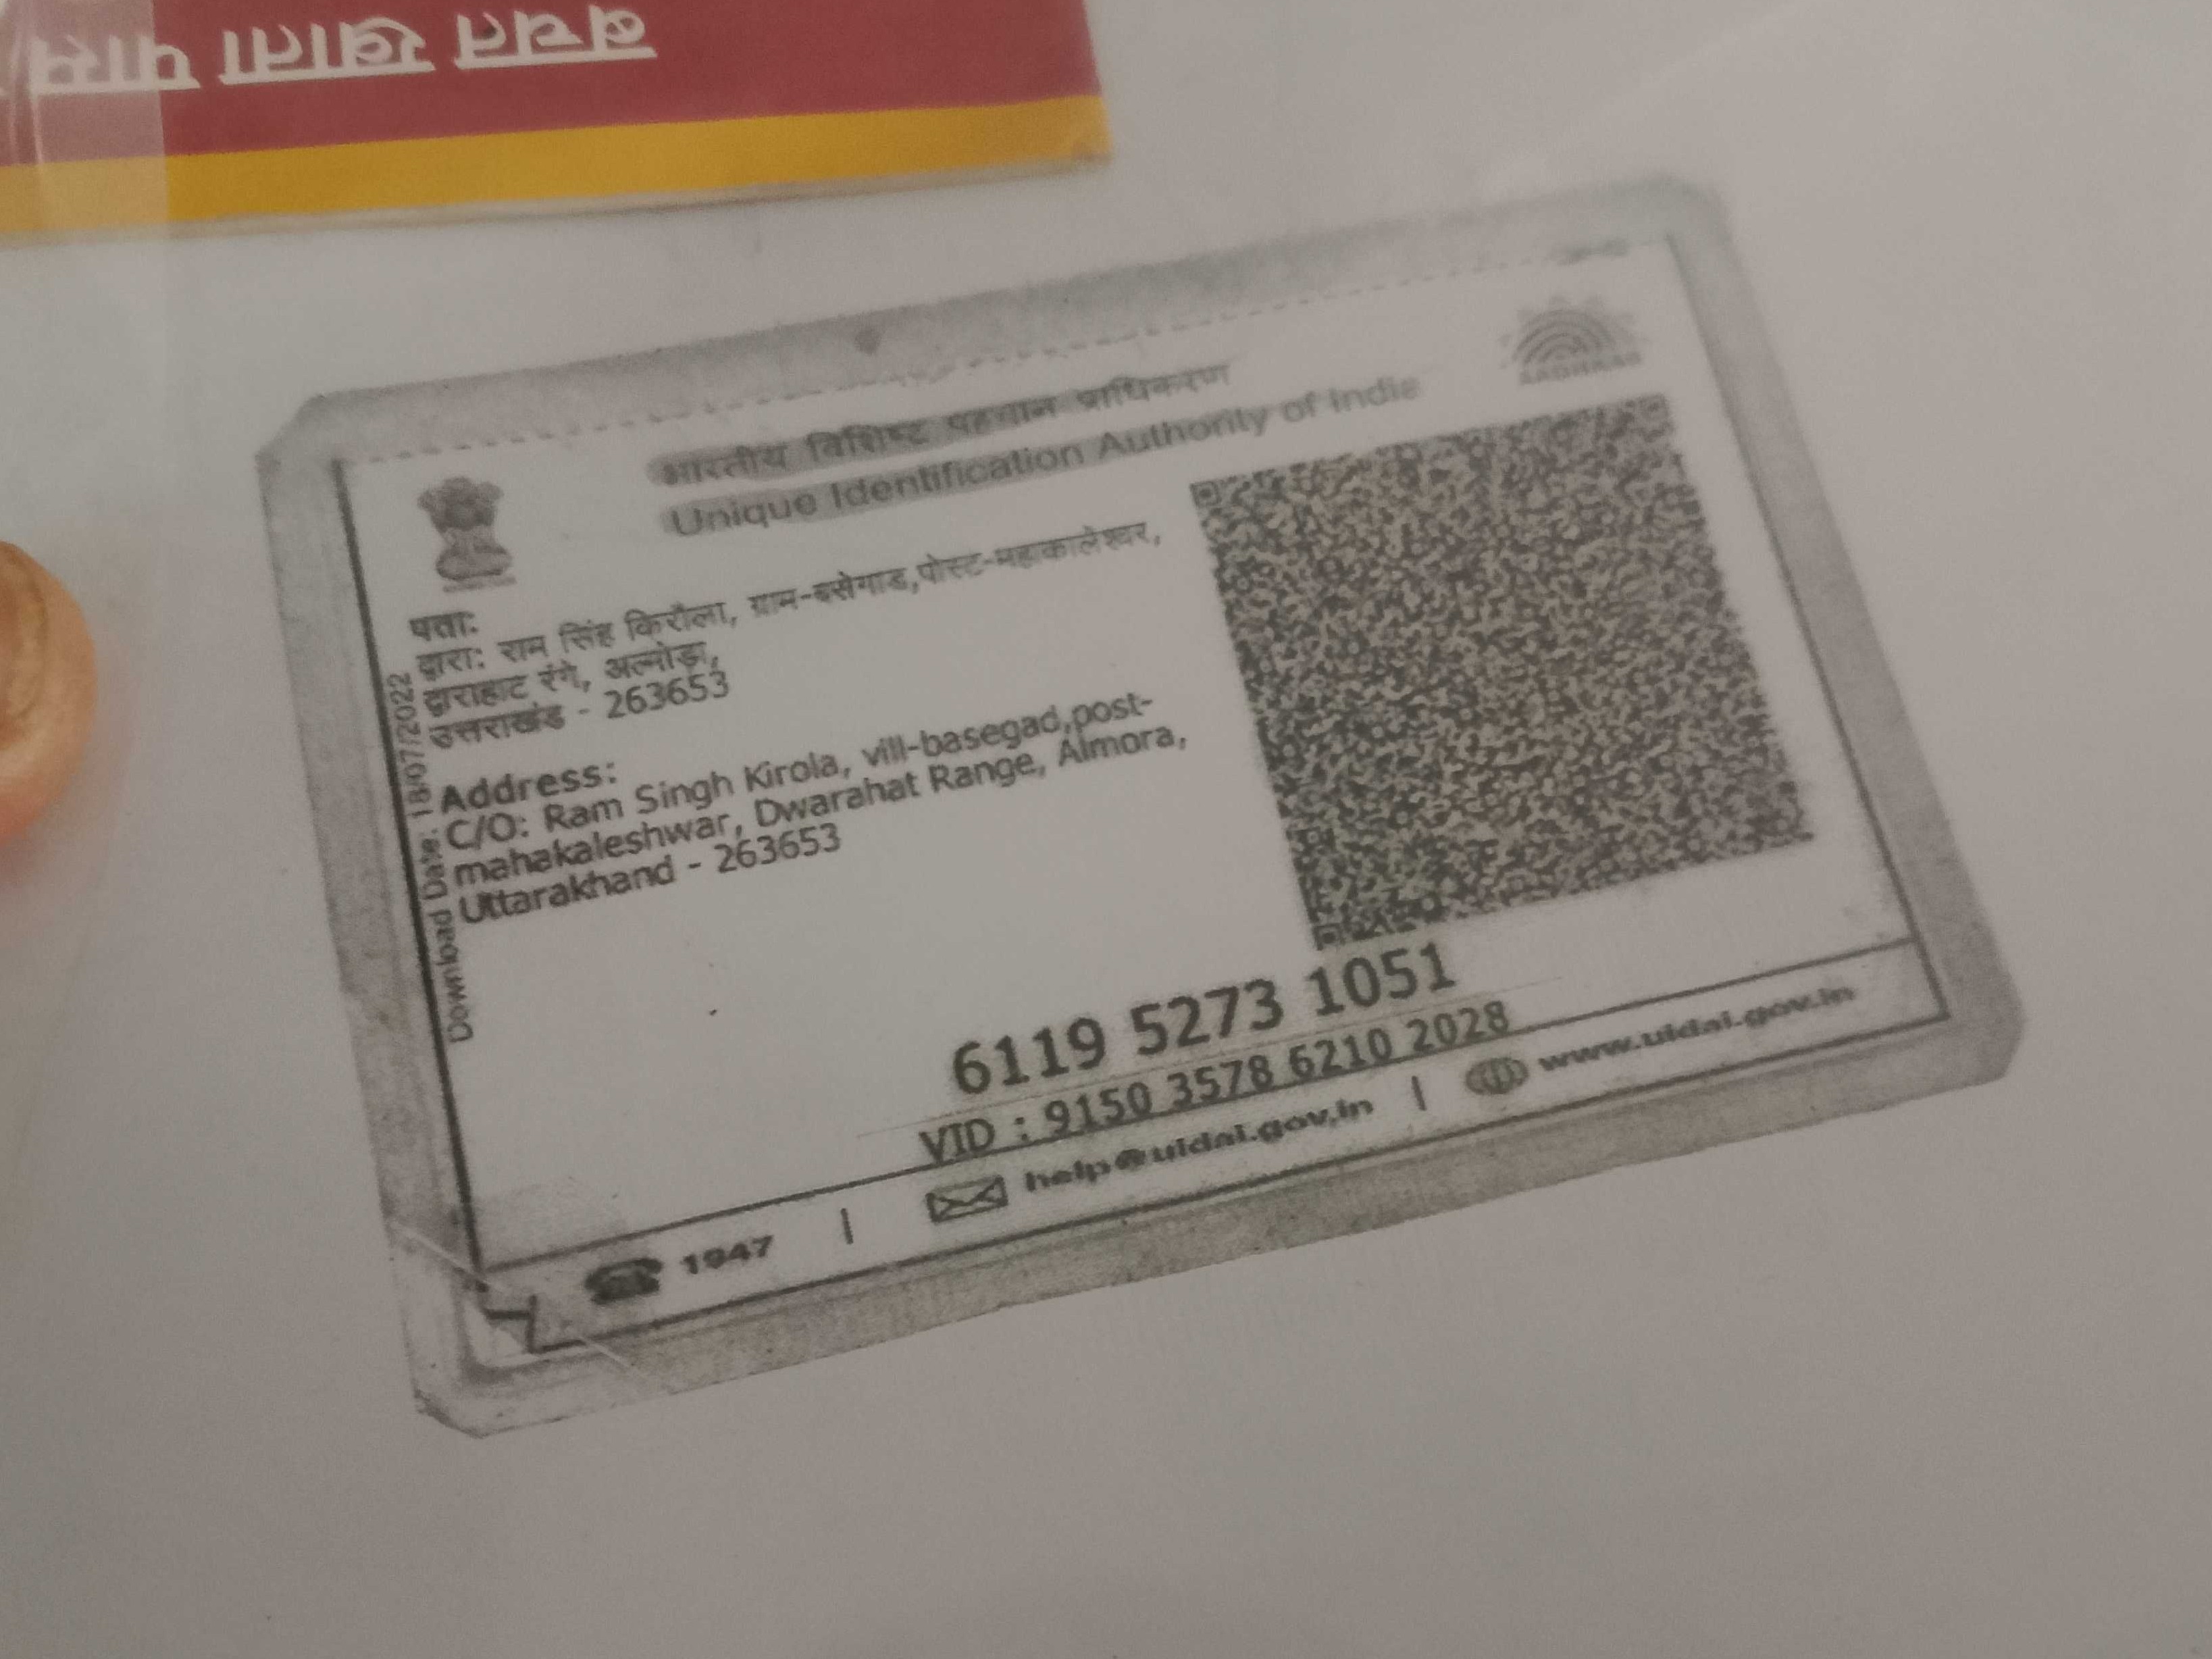 बचत खाता पास
भारतीय विशिष्ट पहचान प्राधिकरण
Unique Identification Authority of India
AADHAAR
पता:
द्वारा: राम सिंह किरौला, ग्राम-बसेगाड,पोस्ट-महाकालेश्वर,
द्वाराहाट रंगे, अल्मोड़ा,
उत्तराखंड - 263653
Address:
C/O: Ram Singh Kirola, vill-basegad,post-
mahakaleshwar, Dwarahat Range, Almora,
Uttarakhand - 263653
Download Date: 18/07/2022
6119 5273 1051
VID : 9150 3578 6210 2028
1947 | help@uidai.gov.in | www.uidai.gov.in